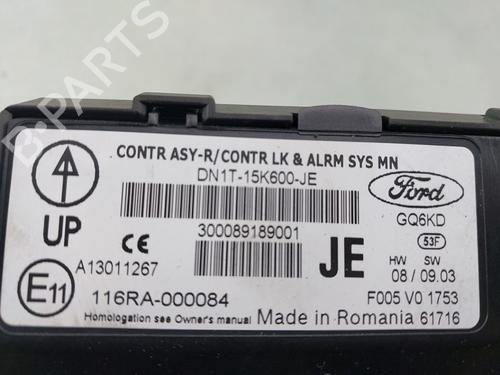 CONTR ASY-R/CONTR LK & ALRM SYS MN
DN1T-15K600-JE
Ford
UP
CE
300089189001
JE
GQ6KD
53F
HW SW
08 / 09.03
A13011267
E11
116RA-000084
F005 V0 1753
Homologation see Owner's manual
Made in Romania 61716
B-PARTS